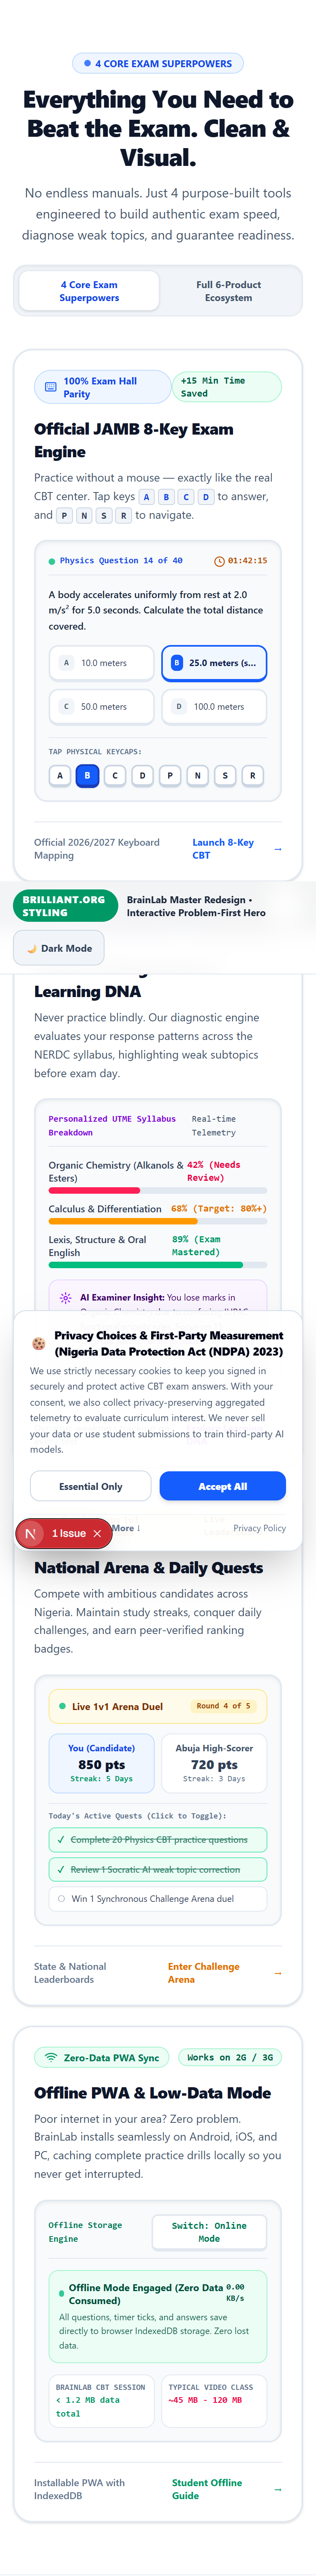 4 CORE EXAM SUPERPOWERS
Everything You Need to
Beat the Exam. Clean &
Visual.
No endless manuals. Just 4 purpose-built tools
engineered to build authentic exam speed,
diagnose weak topics, and guarantee readiness.
4 Core Exam
Superpowers
Full 6-Product
Ecosystem
100% Exam Hall
Parity
+15 Min Time
Saved
Official JAMB 8-Key Exam
Engine
Practice without a mouse — exactly like the real
CBT center. Tap keys A B C D to answer,
and P N S R to navigate.
Physics Question 14 of 40
01:42:15
A body accelerates uniformly from rest at 2.0
m/s² for 5.0 seconds. Calculate the total distance
covered.
A 10.0 meters
B 25.0 meters (s...
C 50.0 meters
D 100.0 meters
TAP PHYSICAL KEYCAPS:
A B C D P N S R
Official 2026/2027 Keyboard
Mapping
Launch 8-Key
CBT →
BRILLIANT.ORG
STYLING
BrainLab Master Redesign •
Interactive Problem-First Hero
🌙 Dark Mode
Learning DNA
Never practice blindly. Our diagnostic engine
evaluates your response patterns across the
NERDC syllabus, highlighting weak subtopics
before exam day.
Personalized UTME Syllabus
Breakdown
Real-time
Telemetry
Organic Chemistry (Alkanols &
Esters)
42% (Needs
Review)
Calculus & Differentiation
68% (Target: 80%+)
Lexis, Structure & Oral
English
89% (Exam
Mastered)
AI Examiner Insight: You lose marks in
Privacy Choices & First-Party Measurement
(Nigeria Data Protection Act (NDPA) 2023)
We use strictly necessary cookies to keep you signed in
securely and protect active CBT exam answers. With your
consent, we also collect privacy-preserving aggregated
telemetry to evaluate curriculum interest. We never sell
your data or use student submissions to train third-party AI
models.
Essential Only
Accept All
N 1 Issue ×
More ↓
Privacy Policy
National Arena & Daily Quests
Compete with ambitious candidates across
Nigeria. Maintain study streaks, conquer daily
challenges, and earn peer-verified ranking
badges.
Live 1v1 Arena Duel
Round 4 of 5
You (Candidate)
850 pts
Streak: 5 Days
Abuja High-Scorer
720 pts
Streak: 3 Days
Today's Active Quests (Click to Toggle):
✓ Complete 20 Physics CBT practice questions
✓ Review 1 Socratic AI weak topic correction
○ Win 1 Synchronous Challenge Arena duel
State & National
Leaderboards
Enter Challenge
Arena →
Zero-Data PWA Sync
Works on 2G / 3G
Offline PWA & Low-Data Mode
Poor internet in your area? Zero problem.
BrainLab installs seamlessly on Android, iOS, and
PC, caching complete practice drills locally so you
never get interrupted.
Offline Storage
Engine
Switch: Online
Mode
Offline Mode Engaged (Zero Data
Consumed)
0.00
KB/s
All questions, timer ticks, and answers save
directly to browser IndexedDB storage. Zero lost
data.
BRAINLAB CBT SESSION
< 1.2 MB data
total
TYPICAL VIDEO CLASS
~45 MB - 120 MB
Installable PWA with
IndexedDB
Student Offline
Guide →